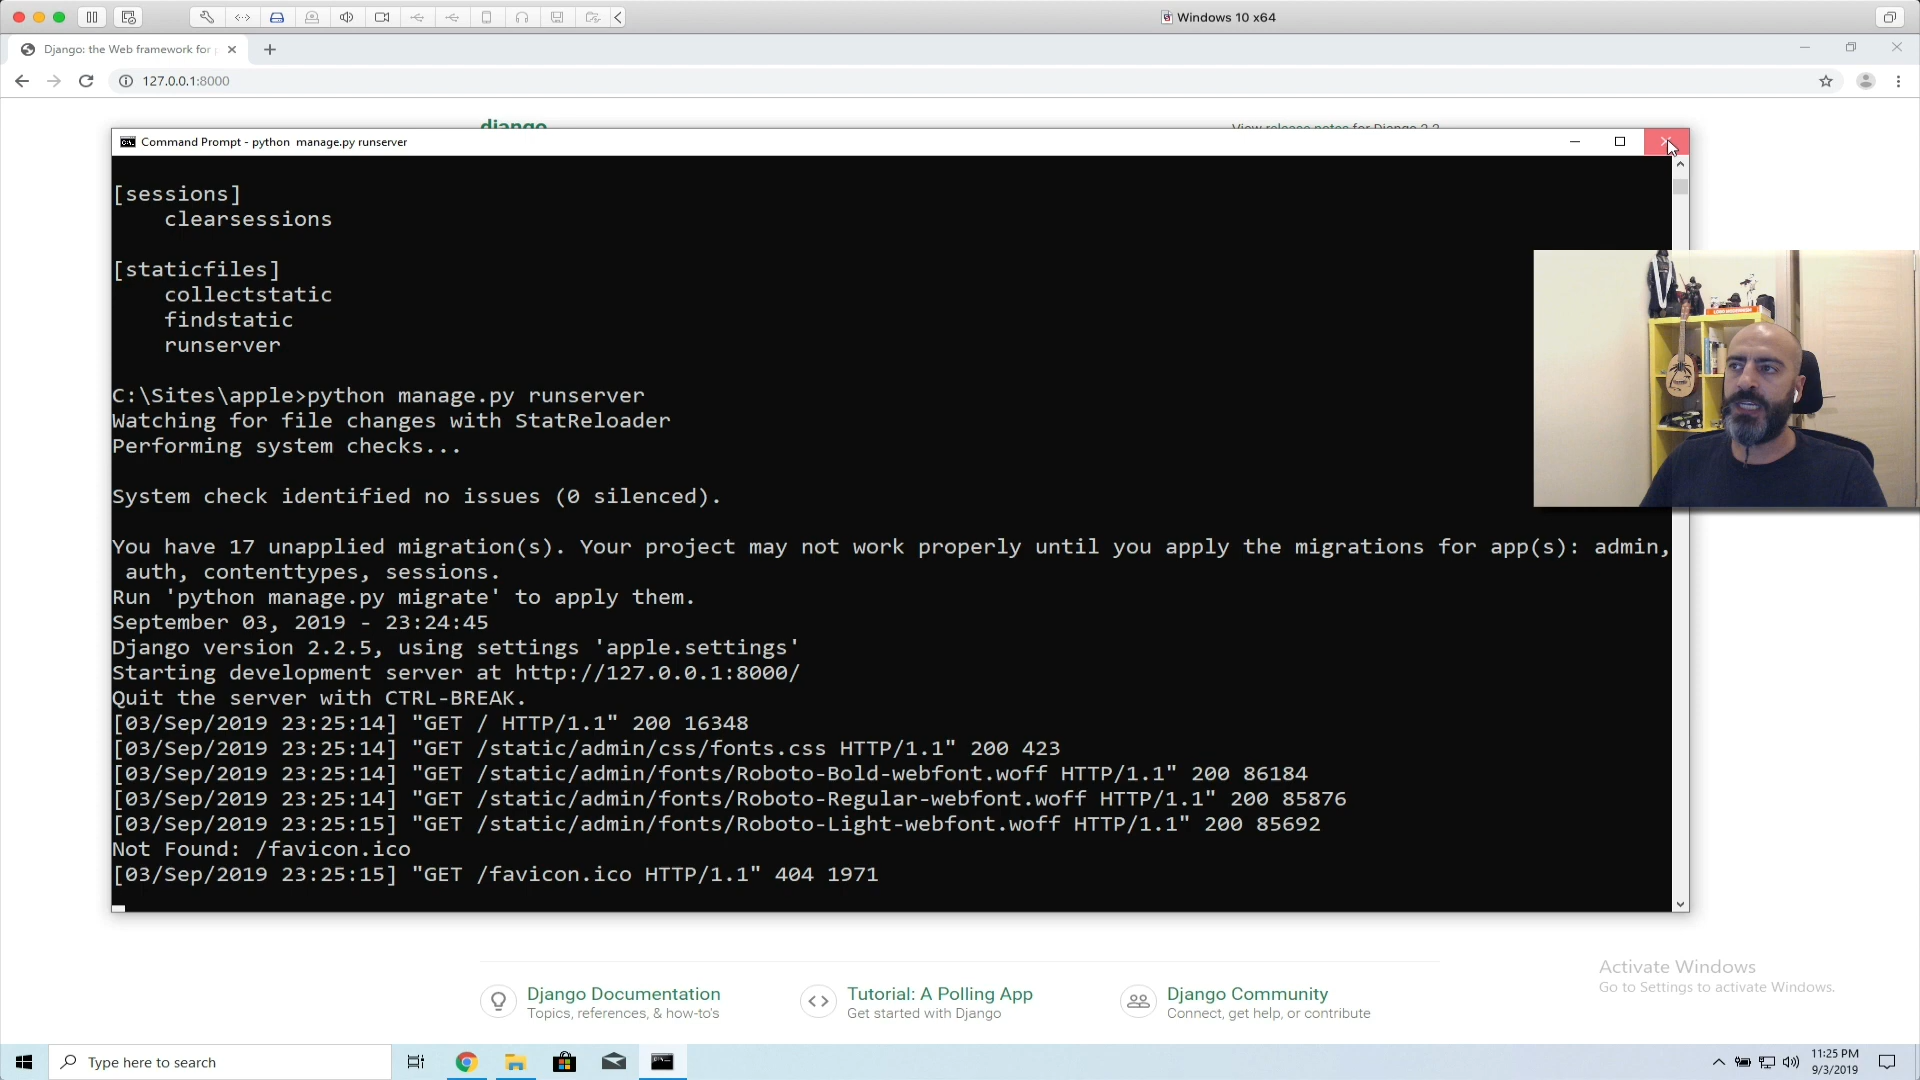 Windows 10 x64
Django: the Web framework for
127.0.0.1:8000
django
View release notes for Django 2.2
Command Prompt - python  manage.py runserver
[sessions]
    clearsessions
[staticfiles]
    collectstatic
    findstatic
    runserver
C:\Sites\apple>python manage.py runserver
Watching for file changes with StatReloader
Performing system checks...
System check identified no issues (0 silenced).
You have 17 unapplied migration(s). Your project may not work properly until you apply the migrations for app(s): admin,
 auth, contenttypes, sessions.
Run 'python manage.py migrate' to apply them.
September 03, 2019 - 23:24:45
Django version 2.2.5, using settings 'apple.settings'
Starting development server at http://127.0.0.1:8000/
Quit the server with CTRL-BREAK.
[03/Sep/2019 23:25:14] "GET / HTTP/1.1" 200 16348
[03/Sep/2019 23:25:14] "GET /static/admin/css/fonts.css HTTP/1.1" 200 423
[03/Sep/2019 23:25:14] "GET /static/admin/fonts/Roboto-Bold-webfont.woff HTTP/1.1" 200 86184
[03/Sep/2019 23:25:14] "GET /static/admin/fonts/Roboto-Regular-webfont.woff HTTP/1.1" 200 85876
[03/Sep/2019 23:25:15] "GET /static/admin/fonts/Roboto-Light-webfont.woff HTTP/1.1" 200 85692
Not Found: /favicon.ico
[03/Sep/2019 23:25:15] "GET /favicon.ico HTTP/1.1" 404 1971
Activate Windows
Go to Settings to activate Windows.
Django Documentation
Topics, references, & how-to's
Tutorial: A Polling App
Get started with Django
Django Community
Connect, get help, or contribute
Type here to search
11:25 PM
9/3/2019